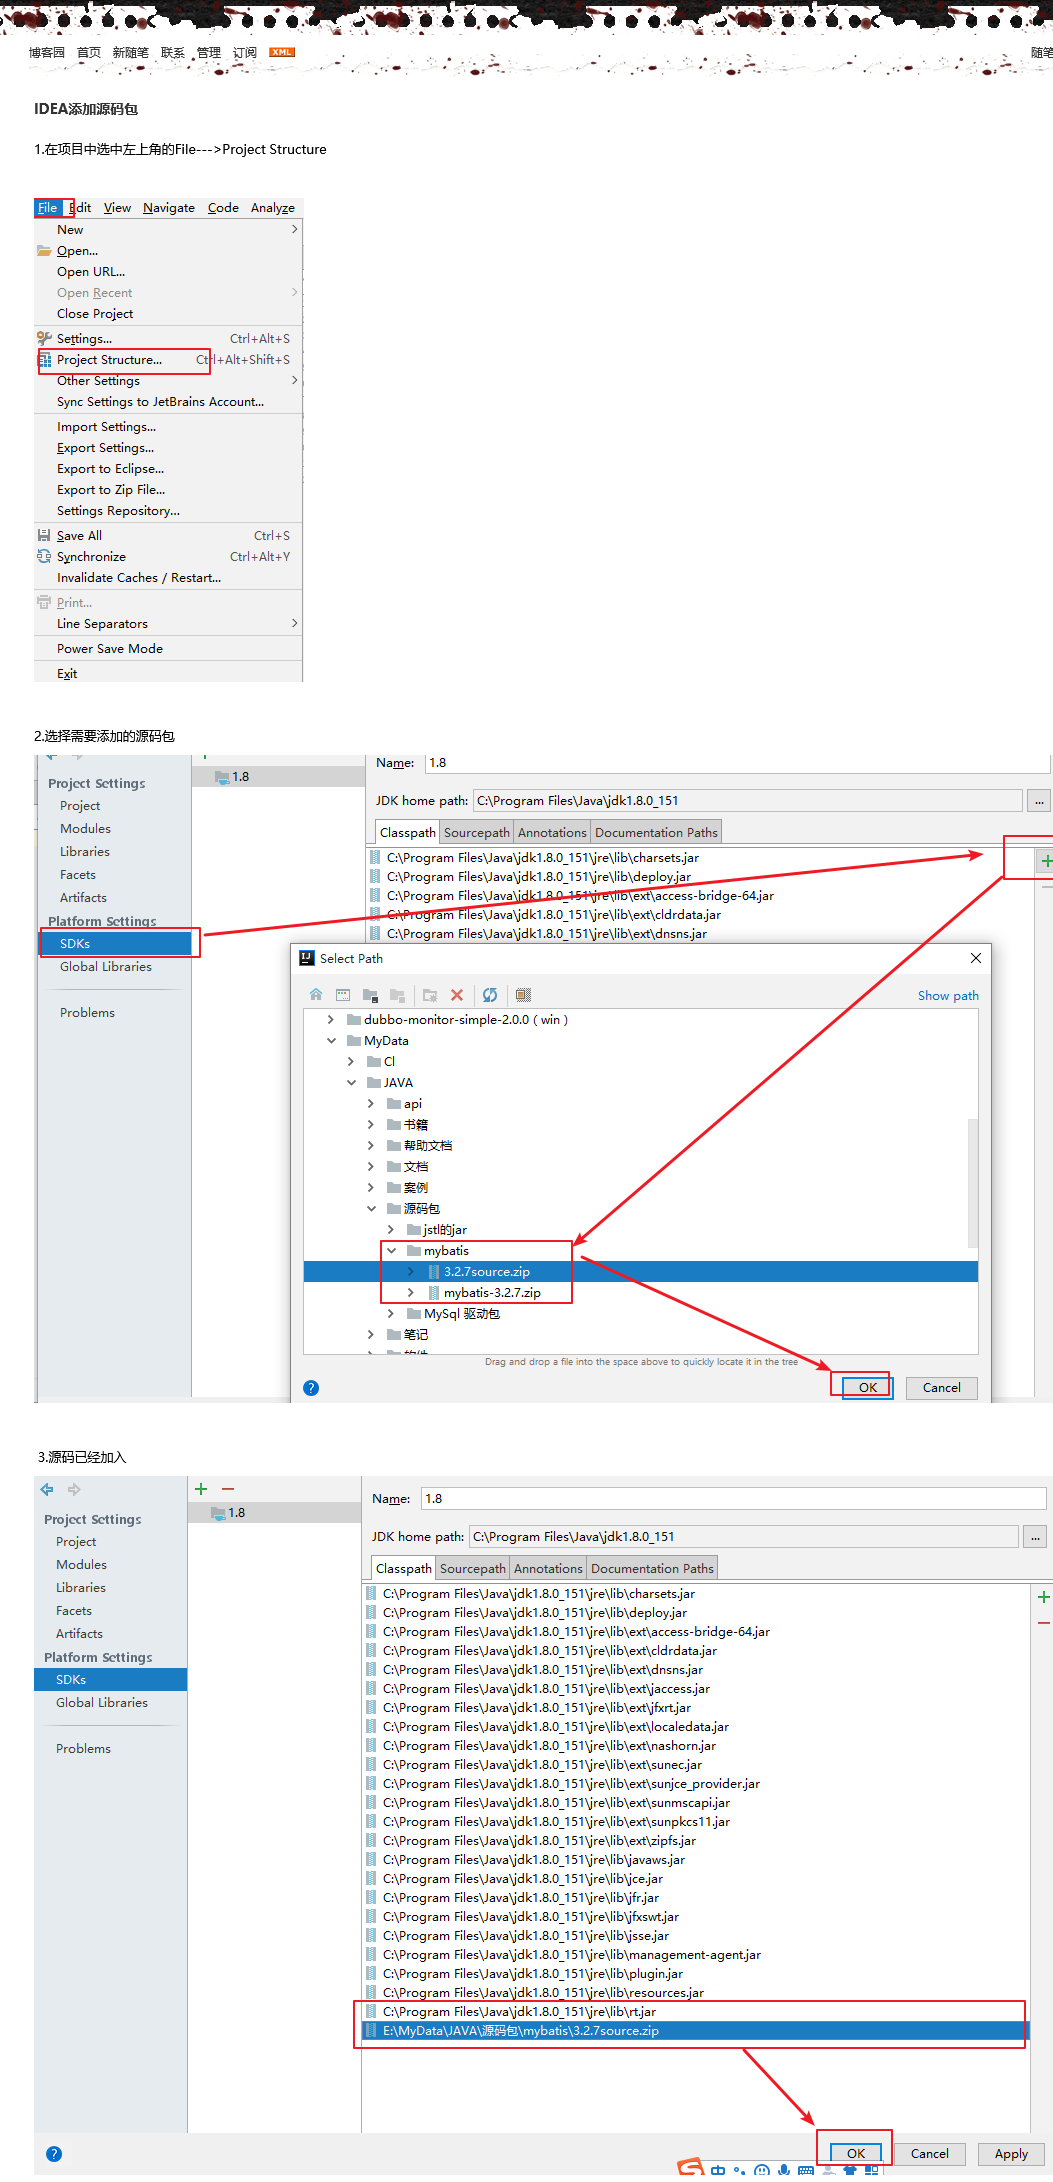 博客园 首页 新随笔 联系 管理 订阅 XML 随笔
IDEA添加源码包
1.在项目中选中左上角的File--->Project Structure
File Edit View Navigate Code Analyze
New
Open...
Open URL...
Open Recent
Close Project
Settings... Ctrl+Alt+S
Project Structure... Ctrl+Alt+Shift+S
Other Settings
Sync Settings to JetBrains Account...
Import Settings...
Export Settings...
Export to Eclipse...
Export to Zip File...
Settings Repository...
Save All Ctrl+S
Synchronize Ctrl+Alt+Y
Invalidate Caches / Restart...
Print...
Line Separators
Power Save Mode
Exit
2.选择需要添加的源码包
Project Settings
Project
Modules
Libraries
Facets
Artifacts
Platform Settings
SDKs
Global Libraries
Problems
1.8
Name: 1.8
JDK home path: C:\Program Files\Java\jdk1.8.0_151 ...
Classpath Sourcepath Annotations Documentation Paths
C:\Program Files\Java\jdk1.8.0_151\jre\lib\charsets.jar
C:\Program Files\Java\jdk1.8.0_151\jre\lib\deploy.jar
C:\Program Files\Java\jdk1.8.0_151\jre\lib\ext\access-bridge-64.jar
C:\Program Files\Java\jdk1.8.0_151\jre\lib\ext\cldrdata.jar
C:\Program Files\Java\jdk1.8.0_151\jre\lib\ext\dnsns.jar
Select Path
Show path
dubbo-monitor-simple-2.0.0 ( win )
MyData
CI
JAVA
api
书籍
帮助文档
文档
案例
源码包
jstl的jar
mybatis
3.2.7source.zip
mybatis-3.2.7.zip
MySql 驱动包
笔记
Drag and drop a file into the space above to quickly locate it in the tree
OK Cancel
3.源码已经加入
Project Settings
Project
Modules
Libraries
Facets
Artifacts
Platform Settings
SDKs
Global Libraries
Problems
1.8
Name: 1.8
JDK home path: C:\Program Files\Java\jdk1.8.0_151 ...
Classpath Sourcepath Annotations Documentation Paths
C:\Program Files\Java\jdk1.8.0_151\jre\lib\charsets.jar
C:\Program Files\Java\jdk1.8.0_151\jre\lib\deploy.jar
C:\Program Files\Java\jdk1.8.0_151\jre\lib\ext\access-bridge-64.jar
C:\Program Files\Java\jdk1.8.0_151\jre\lib\ext\cldrdata.jar
C:\Program Files\Java\jdk1.8.0_151\jre\lib\ext\dnsns.jar
C:\Program Files\Java\jdk1.8.0_151\jre\lib\ext\jaccess.jar
C:\Program Files\Java\jdk1.8.0_151\jre\lib\ext\jfxrt.jar
C:\Program Files\Java\jdk1.8.0_151\jre\lib\ext\localedata.jar
C:\Program Files\Java\jdk1.8.0_151\jre\lib\ext\nashorn.jar
C:\Program Files\Java\jdk1.8.0_151\jre\lib\ext\sunec.jar
C:\Program Files\Java\jdk1.8.0_151\jre\lib\ext\sunjce_provider.jar
C:\Program Files\Java\jdk1.8.0_151\jre\lib\ext\sunmscapi.jar
C:\Program Files\Java\jdk1.8.0_151\jre\lib\ext\sunpkcs11.jar
C:\Program Files\Java\jdk1.8.0_151\jre\lib\ext\zipfs.jar
C:\Program Files\Java\jdk1.8.0_151\jre\lib\javaws.jar
C:\Program Files\Java\jdk1.8.0_151\jre\lib\jce.jar
C:\Program Files\Java\jdk1.8.0_151\jre\lib\jfr.jar
C:\Program Files\Java\jdk1.8.0_151\jre\lib\jfxswt.jar
C:\Program Files\Java\jdk1.8.0_151\jre\lib\jsse.jar
C:\Program Files\Java\jdk1.8.0_151\jre\lib\management-agent.jar
C:\Program Files\Java\jdk1.8.0_151\jre\lib\plugin.jar
C:\Program Files\Java\jdk1.8.0_151\jre\lib\resources.jar
C:\Program Files\Java\jdk1.8.0_151\jre\lib\rt.jar
E:\MyData\JAVA\源码包\mybatis\3.2.7source.zip
OK Cancel Apply
中